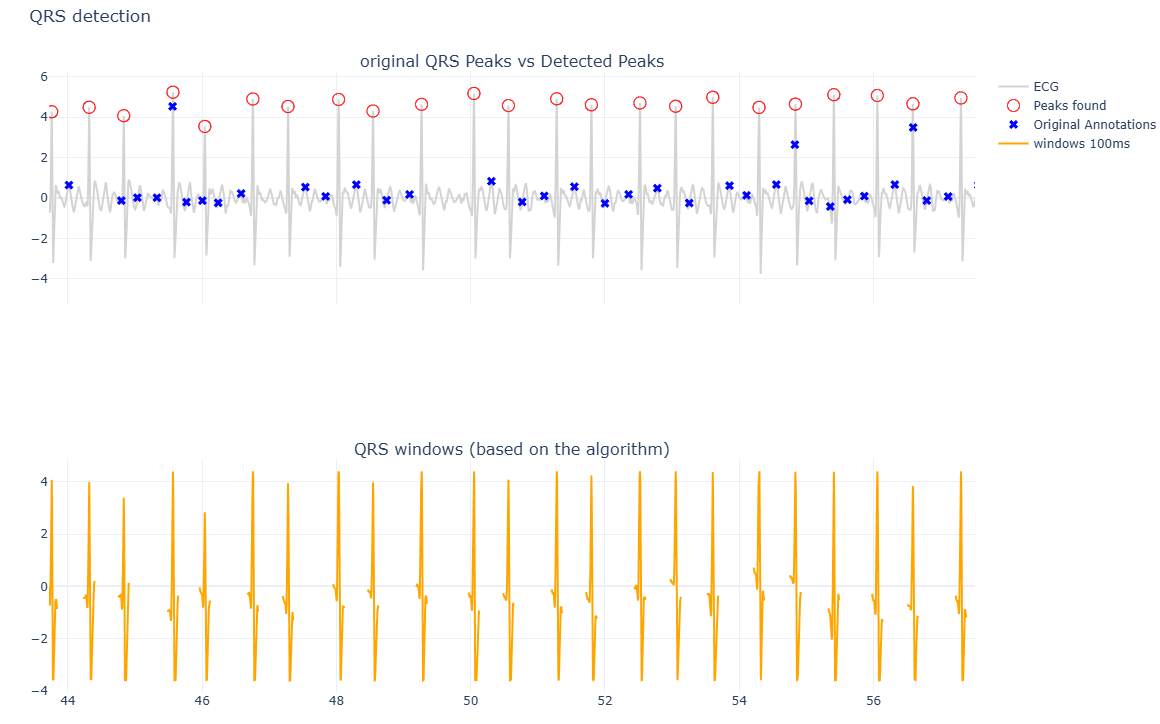 QRS detection
original QRS Peaks vs Detected Peaks
6
4
2
0
−2
−4
ECG
Peaks found
Original Annotations
windows 100ms
QRS windows (based on the algorithm)
4
2
0
−2
−4
44 46 48 50 52 54 56